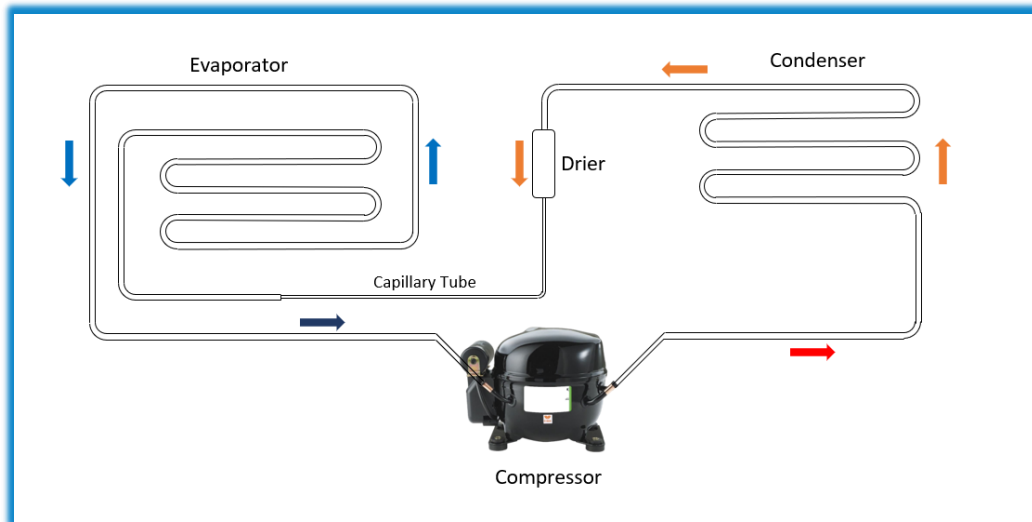 Evaporator
Condenser
Drier
Capillary Tube
Compressor